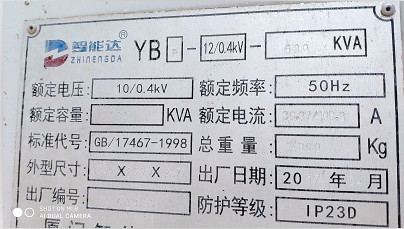 智能达 ZHINENGDA YB - 12/0.4kV - KVA
额定电压: 10/0.4kV 额定频率: 50Hz
额定容量: KVA 额定电流: A
标准代号: GB/17467-1998 总重量: Kg
外型尺寸: X X 出厂日期: 20 年 月
出厂编号: 防护等级: IP23D
SHOT ON MI 9
AI DUAL CAMERA